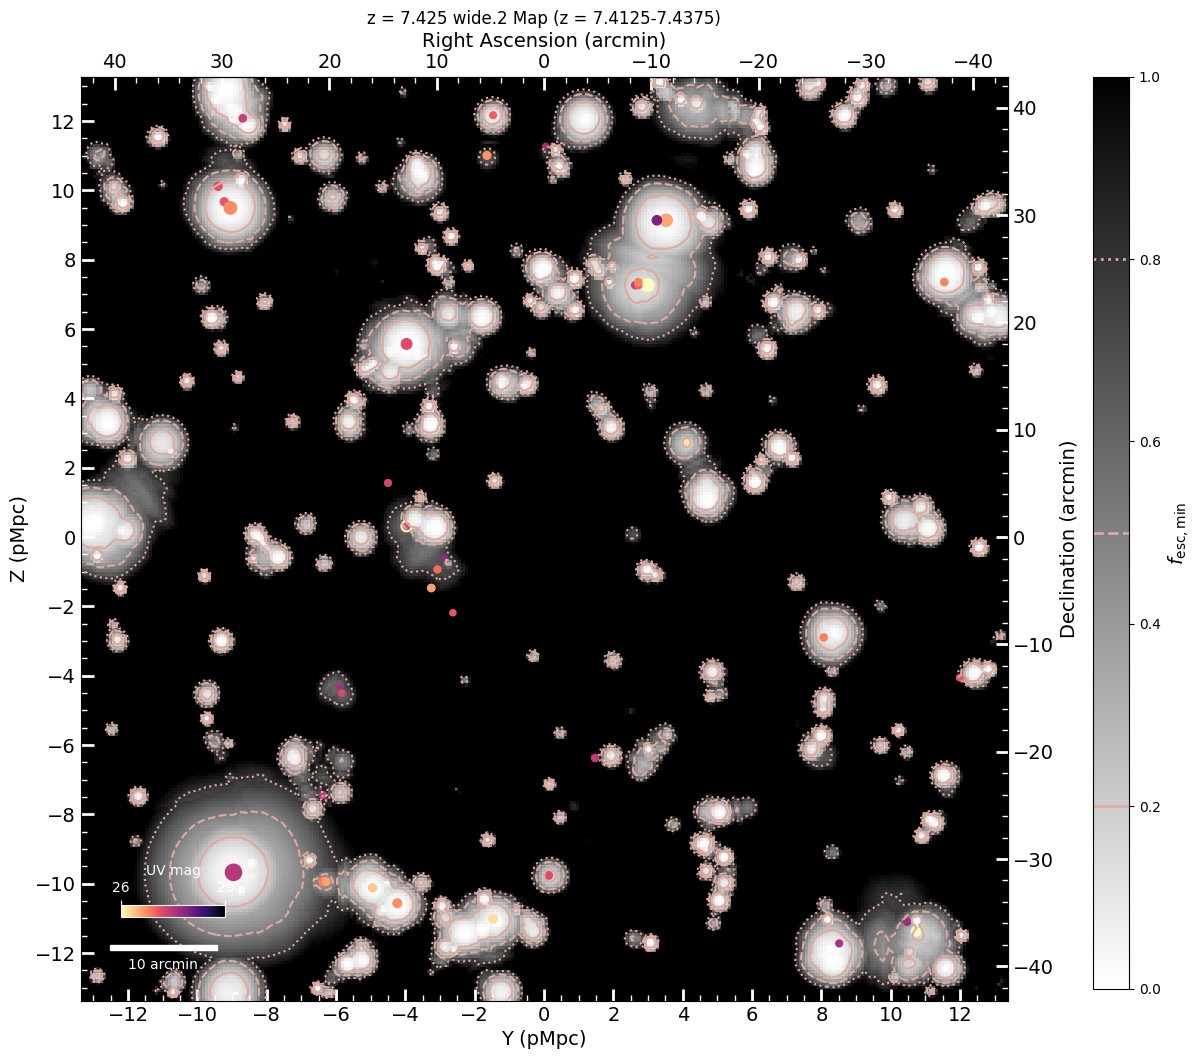 z = 7.425 wide.2 Map (z = 7.4125-7.4375)
Right Ascension (arcmin)
40 30 20 10 0 −10 −20 −30 −40
12
10
8
6
4
2
0
−2
−4
−6
−8
−10
−12
Z (pMpc)
40
30
20
10
0
−10
−20
−30
−40
Declination (arcmin)
UV mag
26 29
10 arcmin
−12 −10 −8 −6 −4 −2 0 2 4 6 8 10 12
Y (pMpc)
1.0
0.8
0.6
0.4
0.2
0.0
fesc,min